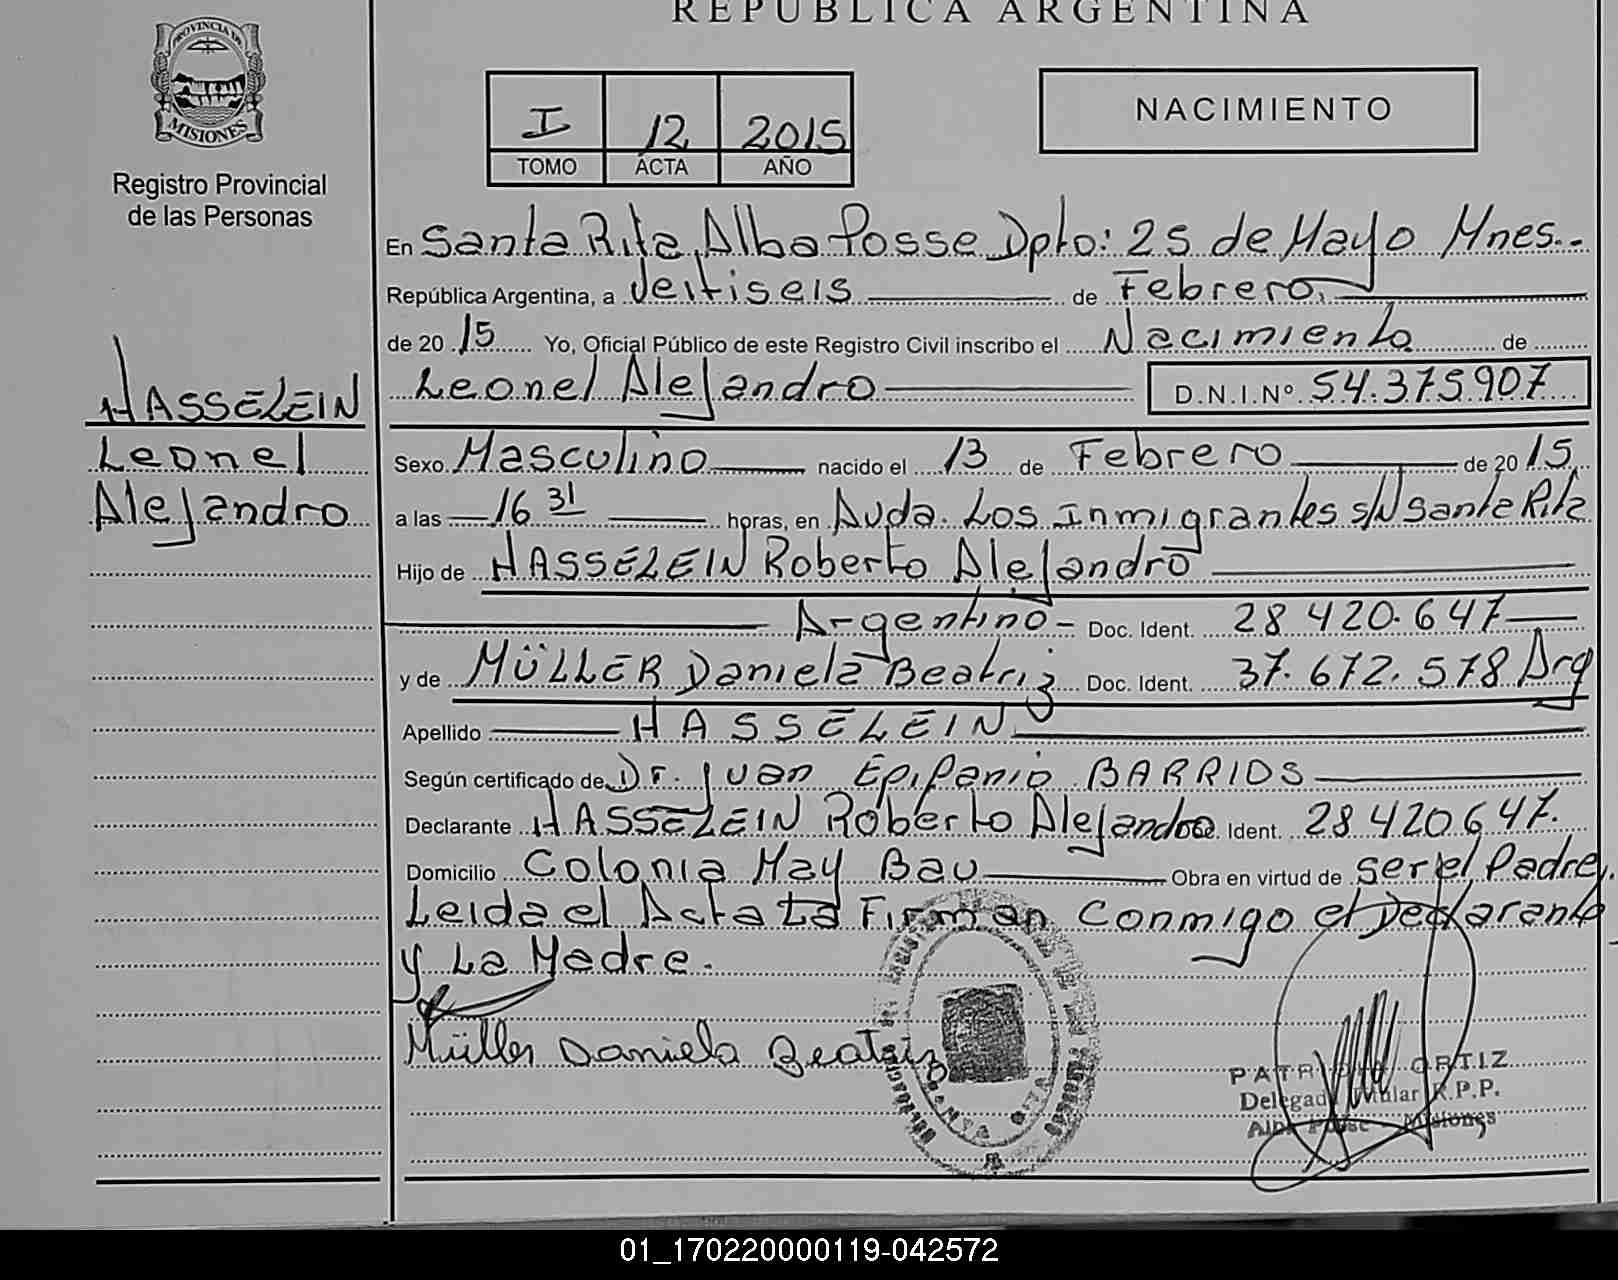 REPUBLICA ARGENTINA
PROVINCIA DE
MISIONES
Registro Provincial
de las Personas
I 12 2015
TOMO ACTA AÑO
NACIMIENTO
En Santa Rita, Alba Posse Dpto: 25 de Mayo Mnes..
República Argentina, a Veitiseis de Febrero,
de 20 15 Yo, Oficial Público de este Registro Civil inscribo el Nacimiento de
Leonel Alejandro D.N.I.Nº 54.375.907
HASSELEIN
Leonel
Alejandro
Sexo Masculino nacido el 13 de Febrero de 2015,
a las 16 31 horas, en Avda. Los Inmigrantes s/N Santa Rita
Hijo de HASSELEIN Roberto Alejandro
Argentino - Doc. Ident. 28 420.647
y de MÜLLER Daniela Beatriz Doc. Ident. 37.672.578 Arg
Apellido HASSELEIN
Según certificado de Dr. Juan Epifanio BARRIOS
Declarante HASSELEIN Roberto Alejandro Doc. Ident. 28 420647.
Domicilio Colonia May Bau Obra en virtud de ser el Padre.
Leida el Acta La Firman Conmigo el Declarante
y La Madre.
Müller Daniela Beatriz
PATRICIO ORTIZ
Delegado Titular R.P.P.
Alba Posse - Misiones
01_170220000119-042572